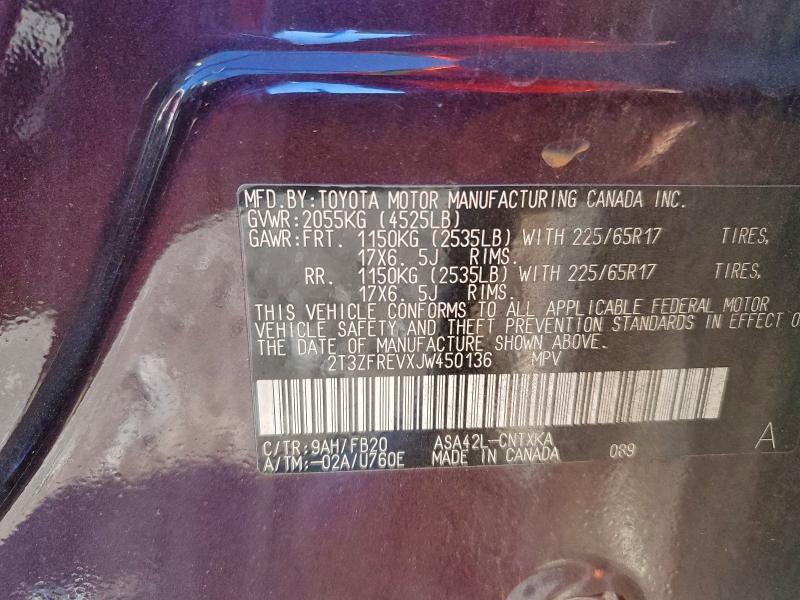 MFD.BY:TOYOTA MOTOR MANUFACTURING CANADA INC.
GVWR:2055KG (4525LB)
GAWR:FRT. 1150KG (2535LB) WITH 225/65R17 TIRES,
17X6. 5J RIMS.
RR. 1150KG (2535LB) WITH 225/65R17 TIRES,
17X6. 5J RIMS.
THIS VEHICLE CONFORMS TO ALL APPLICABLE FEDERAL MOTOR
VEHICLE SAFETY AND THEFT PREVENTION STANDARDS IN EFFECT O
THE DATE OF MANUFACTURE SHOWN ABOVE.
2T3ZFREVXJW450136 MPV
C/TR:9AH/FB20 ASA42L-CNTXKA
A/TM:-02A/U760E MADE IN CANADA 089 A